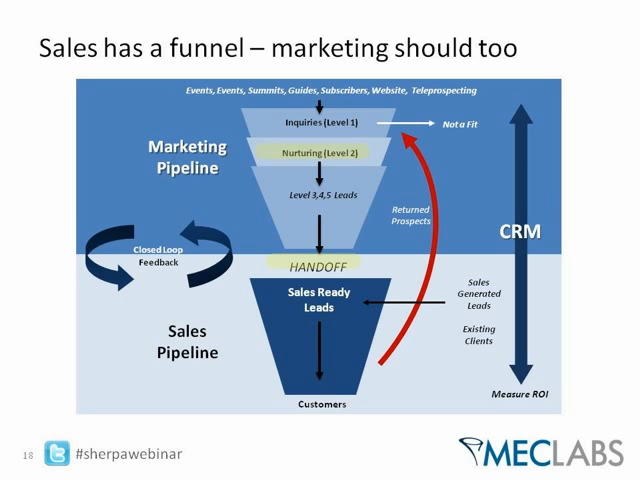 Sales has a funnel – marketing should too
Events, Events, Summits, Guides, Subscribers, Website, Teleprospecting
Inquiries (Level 1)
Not a Fit
Marketing
Pipeline
Nurturing (Level 2)
Level 3,4,5 Leads
Returned
Prospects
CRM
Closed Loop
Feedback
HANDOFF
Sales Ready
Leads
Sales
Generated
Leads
Existing
Clients
Sales
Pipeline
Measure ROI
Customers
18
#sherpawebinar
MECLABS